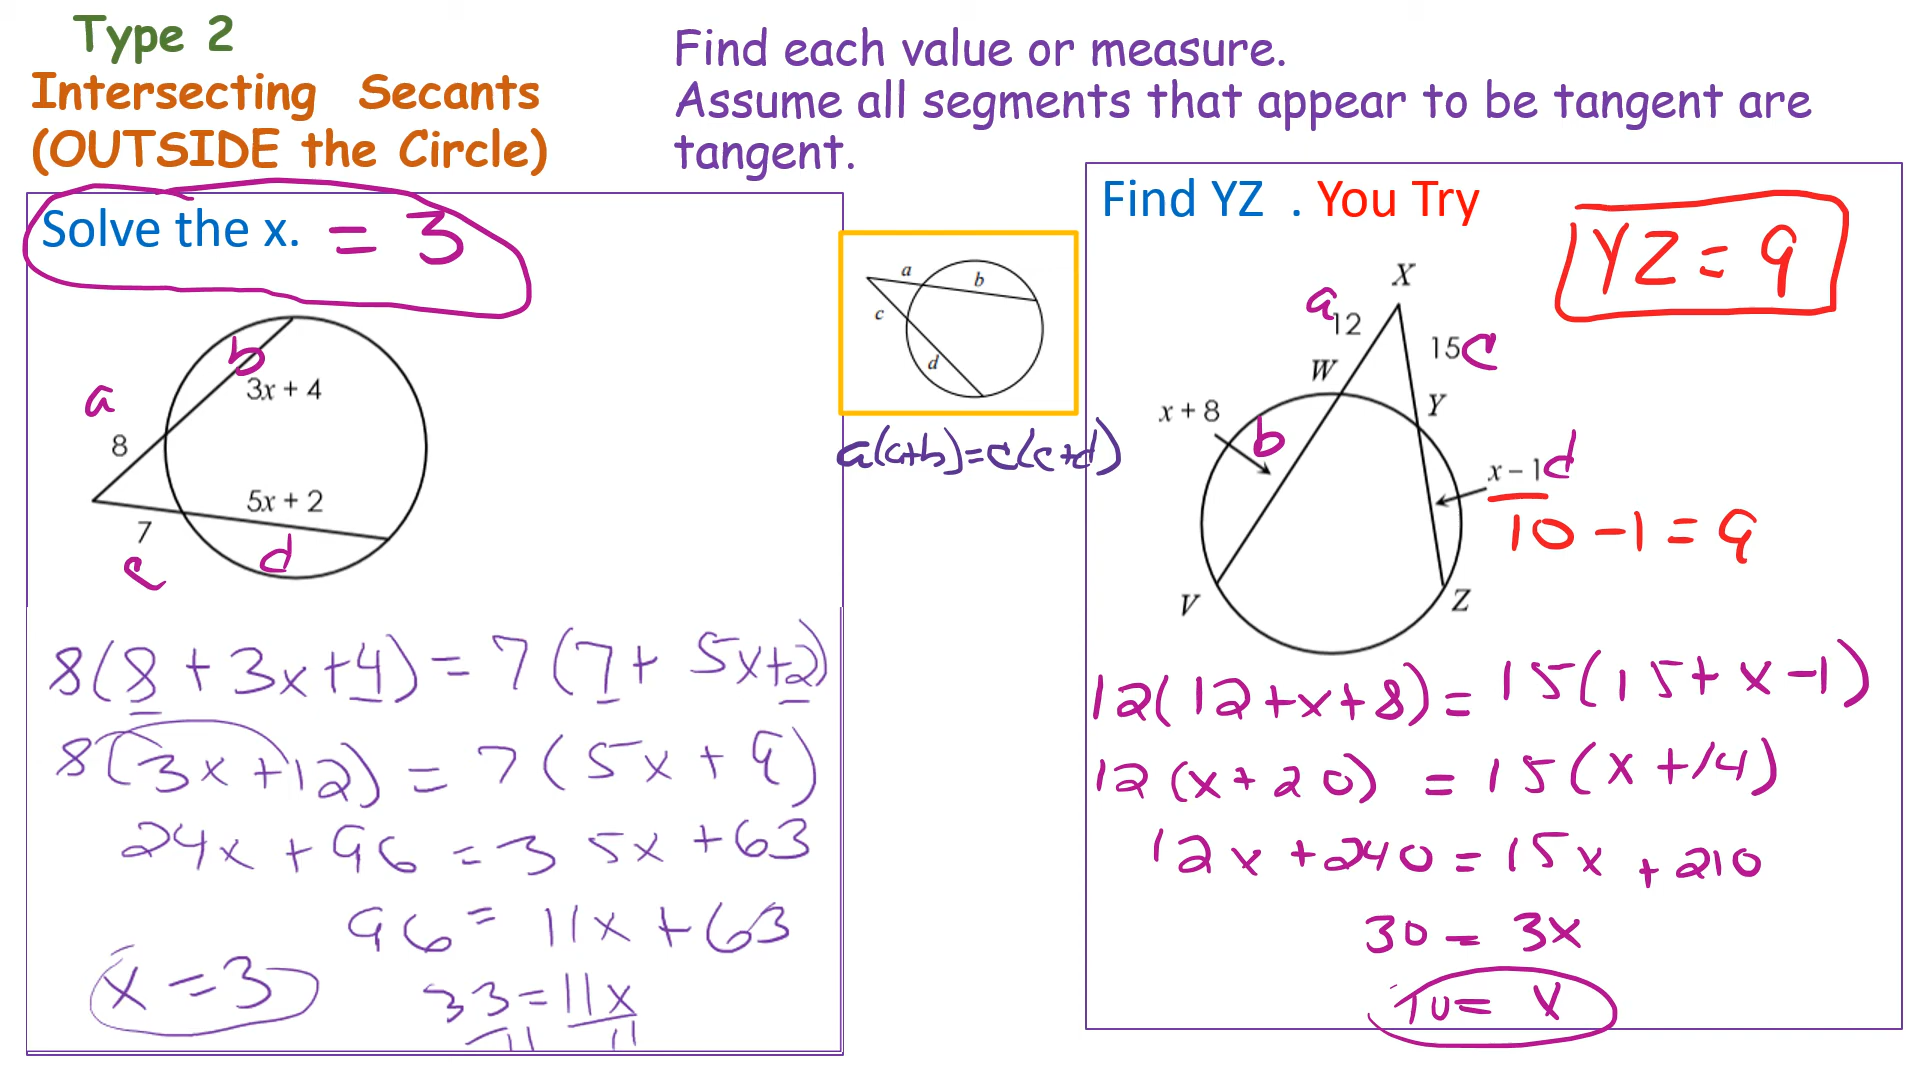 Type 2
Intersecting Secants
(OUTSIDE the Circle)
Find each value or measure.
Assume all segments that appear to be tangent are
tangent.
Solve the x. = 3
b
3x + 4
a
8
5x + 2
7
c
d
8(8 + 3x + 4) = 7(7 + 5x + 2)
8(3x + 12) = 7(5x + 9)
24x + 96 = 35x + 63
96 = 11x + 63
33 = 11x
11 11
x = 3
a
b
c
d
a(a+b) = c(c+d)
Find YZ . You Try
YZ = 9
X
a
12
15 c
W
Y
x + 8
b
x – 1 d
10 – 1 = 9
V
Z
12(12 + x + 8) = 15(15 + x – 1)
12(x + 20) = 15(x + 14)
12x + 240 = 15x + 210
30 = 3x
10 = x